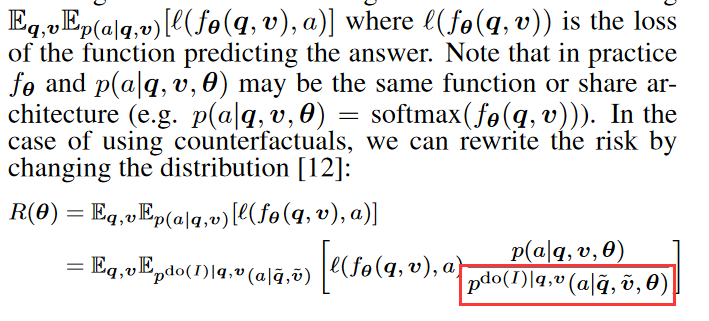 𝔼_{q,v}𝔼_{p(a|q,v)}[ℓ(f_θ(q, v), a)] where ℓ(f_θ(q, v)) is the loss
of the function predicting the answer. Note that in practice
f_θ and p(a|q, v, θ) may be the same function or share ar-
chitecture (e.g. p(a|q, v, θ) = softmax(f_θ(q, v))). In the
case of using counterfactuals, we can rewrite the risk by
changing the distribution [12]:
R(θ) = 𝔼_{q,v}𝔼_{p(a|q,v)}[ℓ(f_θ(q, v), a)]
= 𝔼_{q,v}𝔼_{p^{do(I)|q,v}(a|q̃,ṽ)} [ℓ(f_θ(q, v), a) \frac{p(a|q, v, θ)}{p^{do(I)|q,v}(a|q̃, ṽ, θ)}]